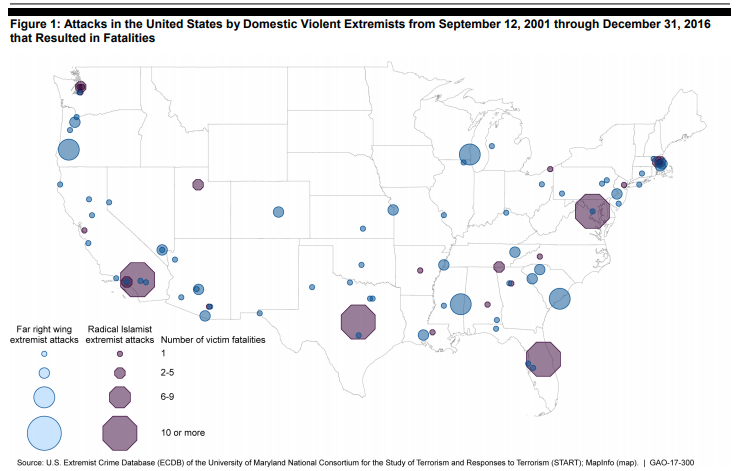 Figure 1: Attacks in the United States by Domestic Violent Extremists from September 12, 2001 through December 31, 2016
that Resulted in Fatalities
Far right wing
extremist attacks
Radical Islamist
extremist attacks
Number of victim fatalities
1
2-5
6-9
10 or more
Source: U.S. Extremist Crime Database (ECDB) of the University of Maryland National Consortium for the Study of Terrorism and Responses to Terrorism (START); MapInfo (map). | GAO-17-300